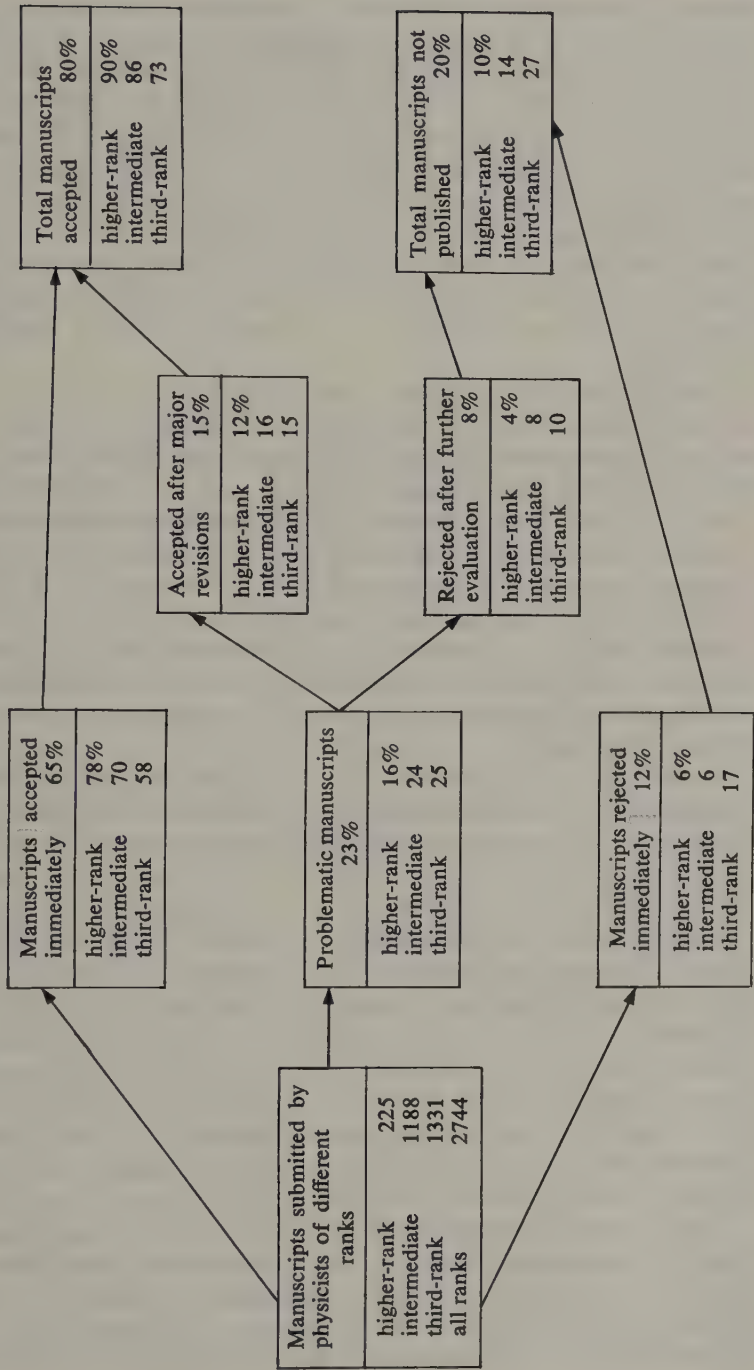 Manuscripts submitted by
physicists of different
ranks
higher-rank 225
intermediate 1188
third-rank 1331
all ranks 2744
Manuscripts accepted
immediately 65%
higher-rank 78%
intermediate 70
third-rank 58
Problematic manuscripts
23%
higher-rank 16%
intermediate 24
third-rank 25
Manuscripts rejected
immediately 12%
higher-rank 6%
intermediate 6
third-rank 17
Accepted after major
revisions 15%
higher-rank 12%
intermediate 16
third-rank 15
Rejected after further
evaluation 8%
higher-rank 4%
intermediate 8
third-rank 10
Total manuscripts
accepted 80%
higher-rank 90%
intermediate 86
third-rank 73
Total manuscripts not
published 20%
higher-rank 10%
intermediate 14
third-rank 27